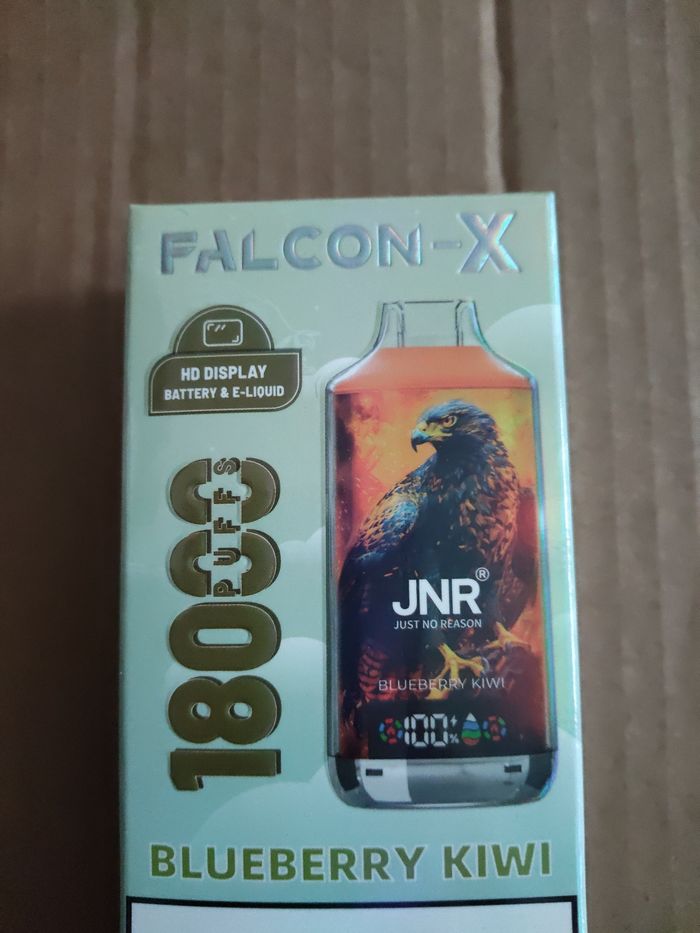 FALCON-X
HD DISPLAY
BATTERY & E-LIQUID
18000
PUFFS
JNR®
JUST NO REASON
BLUEBERRY KIWI
100%
BLUEBERRY KIWI